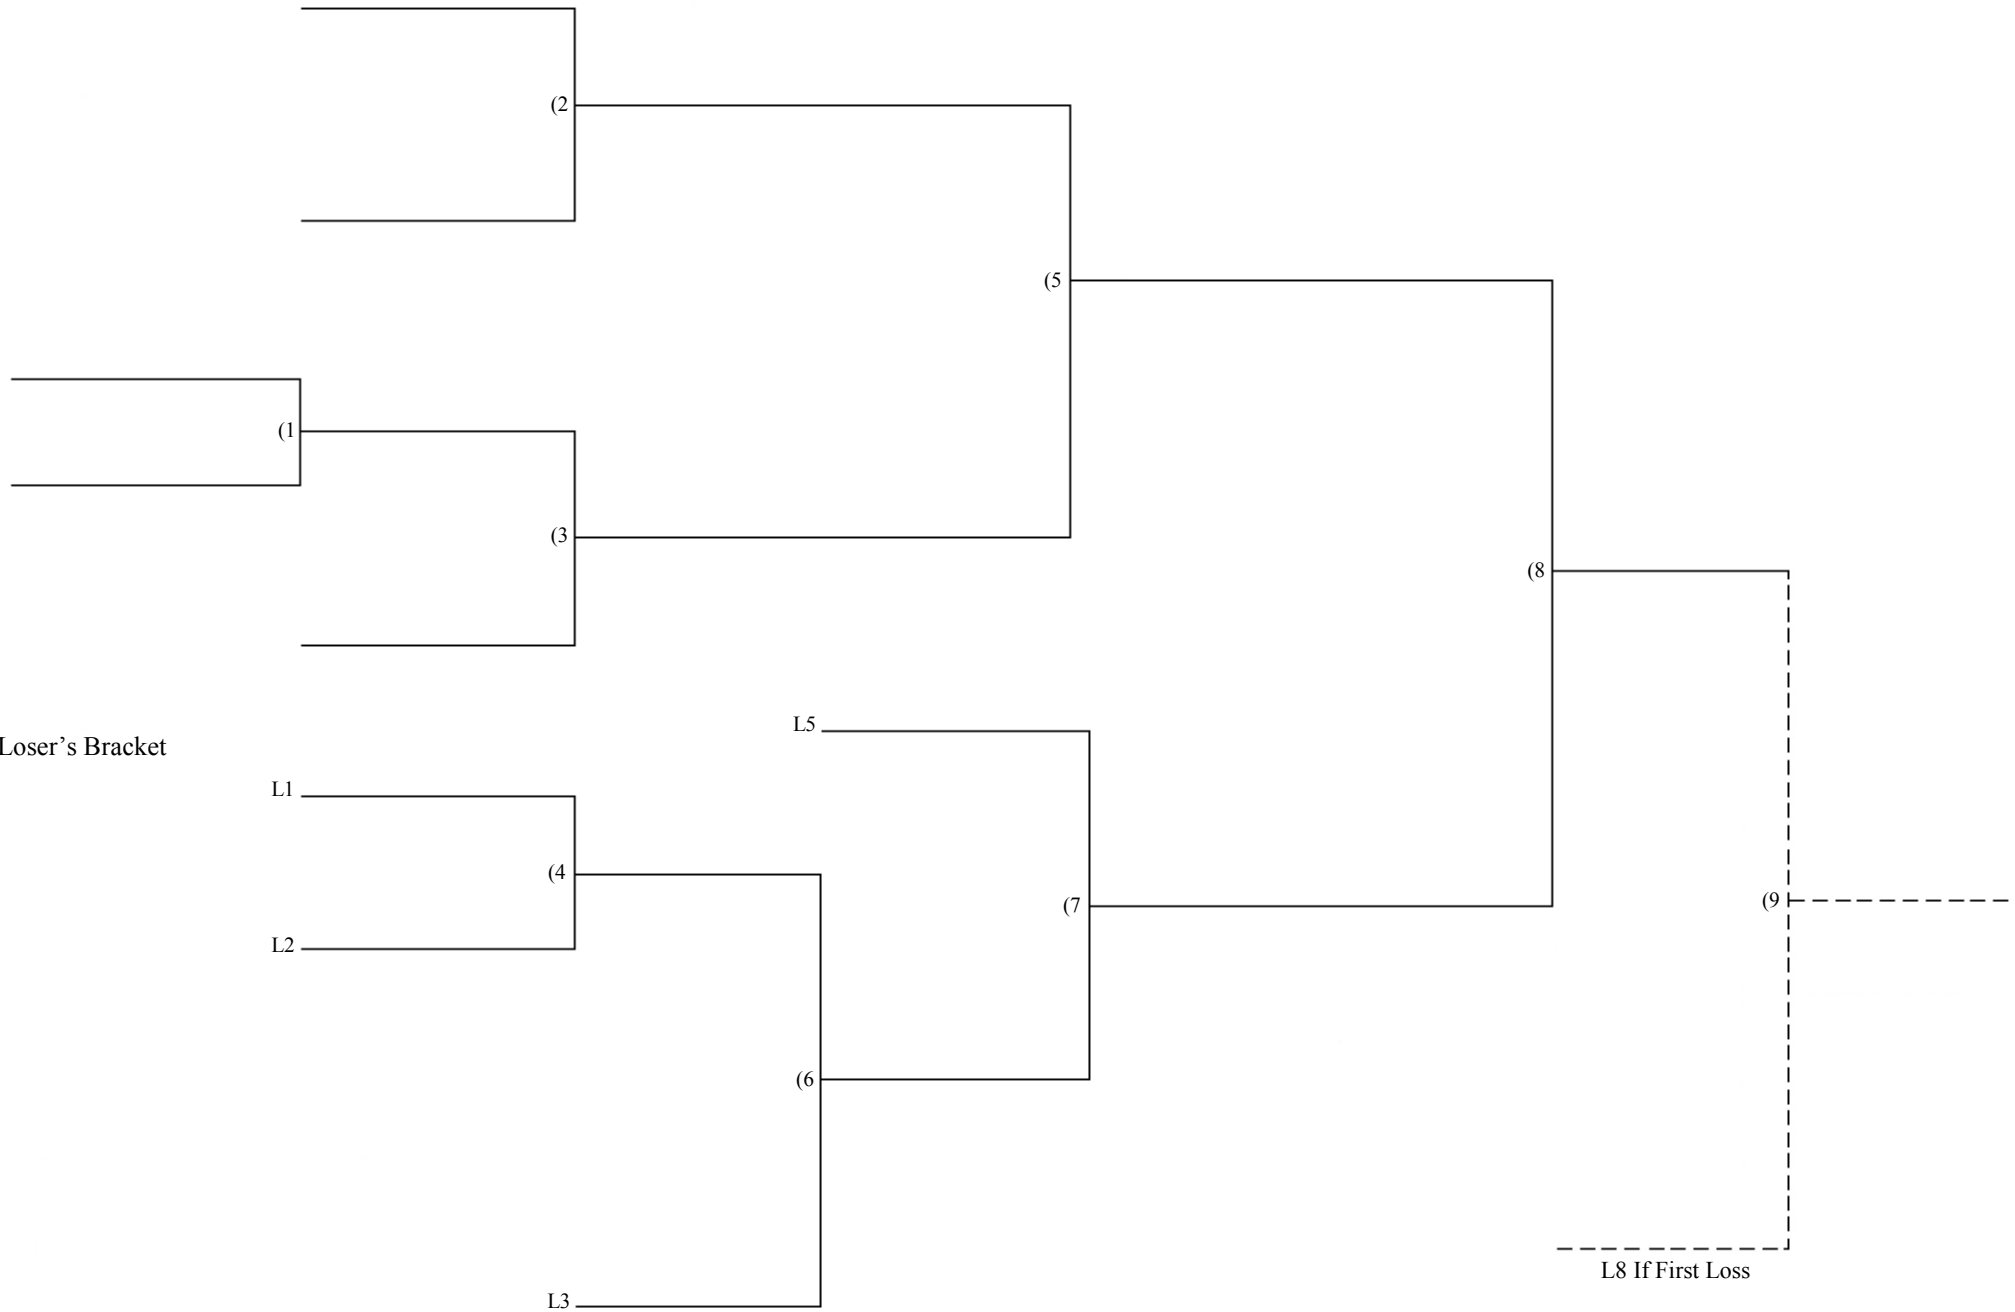 (2
(5
(1
(3
(8
L5
Loser’s Bracket
L1
(4
(7
(9
L2
(6
L8 If First Loss
L3